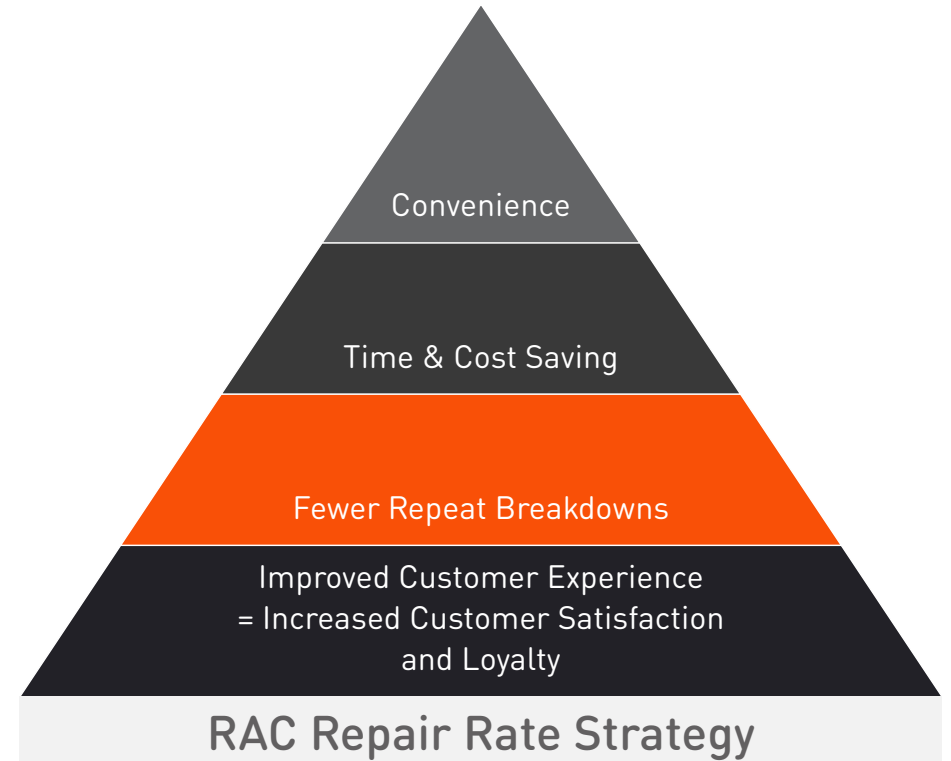 Convenience
Time & Cost Saving
Fewer Repeat Breakdowns
Improved Customer Experience
= Increased Customer Satisfaction
and Loyalty
RAC Repair Rate Strategy